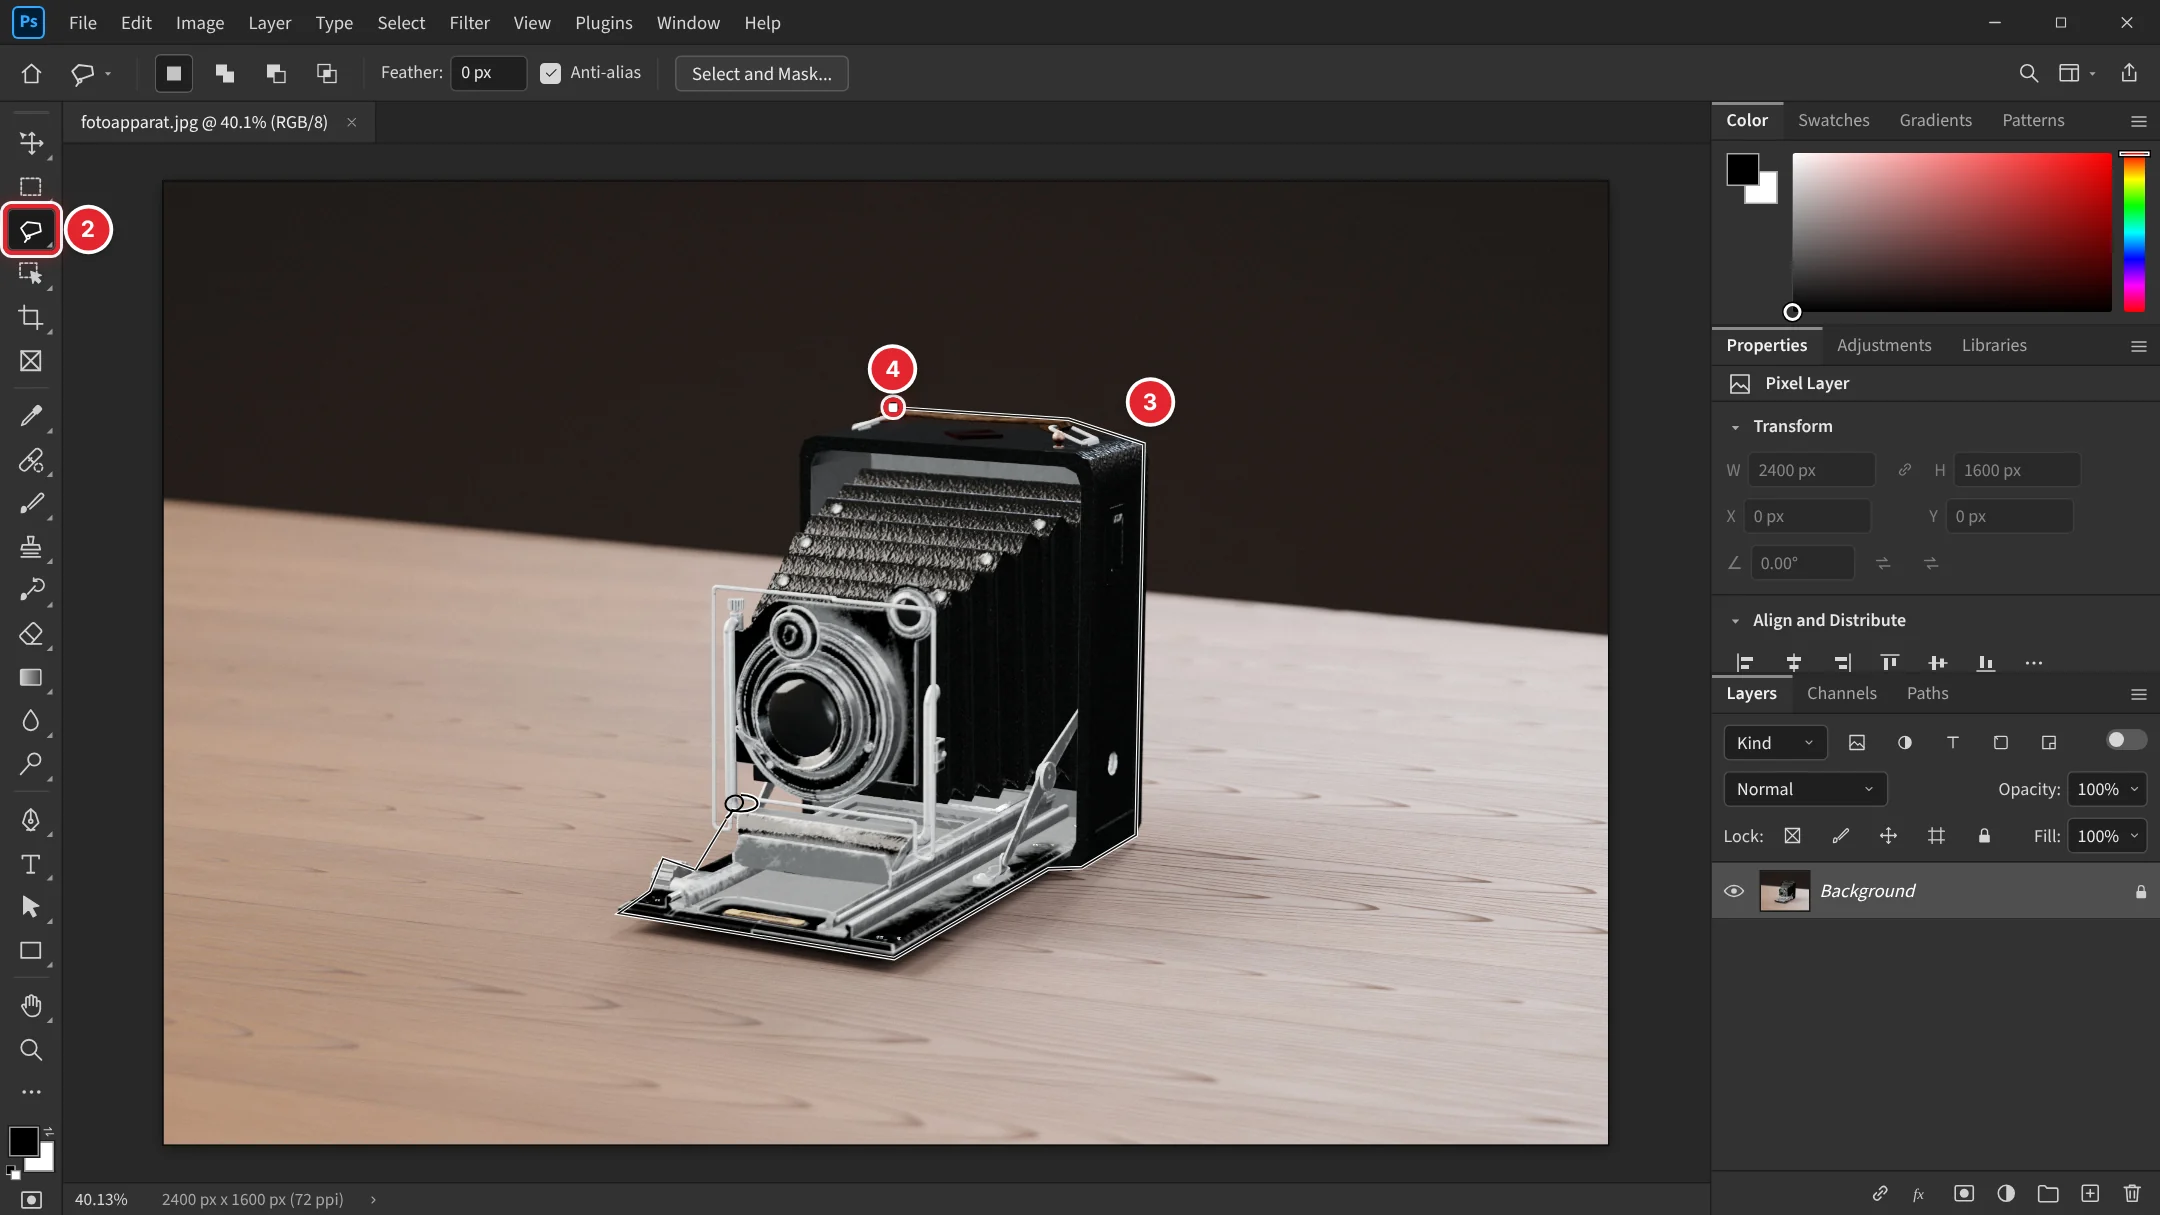 Ps File Edit Image Layer Type Select Filter View Plugins Window Help
Feather: 0 px Anti-alias Select and Mask...
fotoapparat.jpg @ 40.1% (RGB/8)
2
4
3
Color Swatches Gradients Patterns
Properties Adjustments Libraries
Pixel Layer
Transform
W 2400 px H 1600 px
X 0 px Y 0 px
0.00°
Align and Distribute
Layers Channels Paths
Kind
Normal Opacity: 100%
Lock: Fill: 100%
Background
40.13% 2400 px x 1600 px (72 ppi)
fx